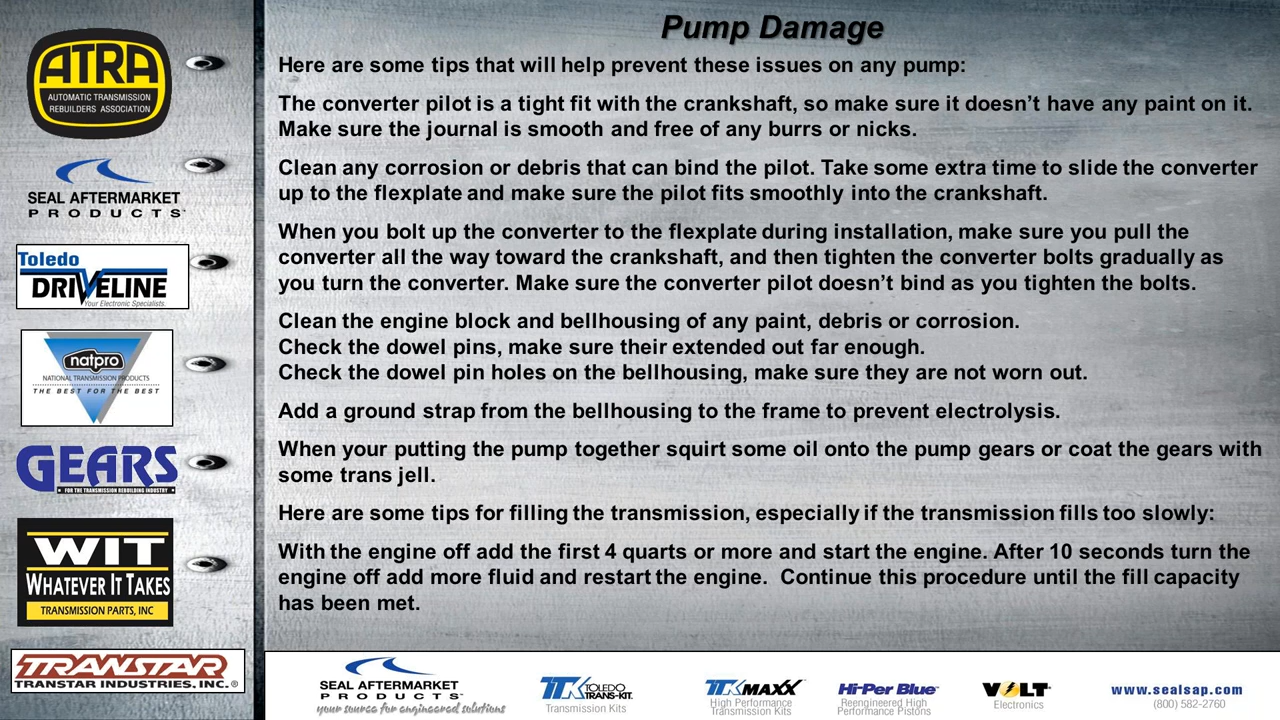 Pump Damage
Here are some tips that will help prevent these issues on any pump:
The converter pilot is a tight fit with the crankshaft, so make sure it doesn’t have any paint on it.
Make sure the journal is smooth and free of any burrs or nicks.
Clean any corrosion or debris that can bind the pilot. Take some extra time to slide the converter
up to the flexplate and make sure the pilot fits smoothly into the crankshaft.
When you bolt up the converter to the flexplate during installation, make sure you pull the
converter all the way toward the crankshaft, and then tighten the converter bolts gradually as
you turn the converter. Make sure the converter pilot doesn’t bind as you tighten the bolts.
Clean the engine block and bellhousing of any paint, debris or corrosion.
Check the dowel pins, make sure their extended out far enough.
Check the dowel pin holes on the bellhousing, make sure they are not worn out.
Add a ground strap from the bellhousing to the frame to prevent electrolysis.
When your putting the pump together squirt some oil onto the pump gears or coat the gears with
some trans jell.
Here are some tips for filling the transmission, especially if the transmission fills too slowly:
With the engine off add the first 4 quarts or more and start the engine. After 10 seconds turn the
engine off add more fluid and restart the engine.  Continue this procedure until the fill capacity
has been met.
ATRA
AUTOMATIC TRANSMISSION
REBUILDERS ASSOCIATION
SEAL AFTERMARKET
PRODUCTS
Toledo
DRIVELINE
Your Electronic Specialists.
natpro
NATIONAL TRANSMISSION PRODUCTS
THE BEST FOR THE BEST
GEARS
FOR THE TRANSMISSION REBUILDING INDUSTRY
WIT
WHATEVER IT TAKES
TRANSMISSION PARTS, INC
TRANSTAR
TRANSTAR INDUSTRIES, INC.®
SEAL AFTERMARKET
PRODUCTS
your source for engineered solutions
TTK TOLEDO
TRANS-KIT
Transmission Kits
TTK MAXX
High Performance
Transmission Kits
Hi-Per Blue
Reengineered High
Performance Pistons
VOLT
Electronics
www.sealsap.com
(800) 582-2760